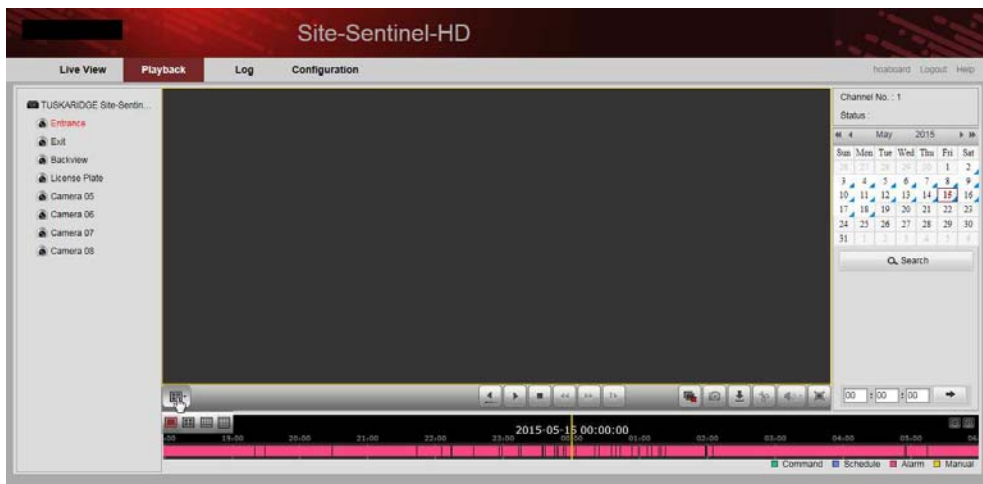 Site-Sentinel-HD
Live View Playback Log Configuration hoaboard Logout Help
TUSKARIDGE Site-Sentin...
Entrance
Exit
Backview
License Plate
Camera 05
Camera 06
Camera 07
Camera 08
Channel No. : 1
Status :
May 2015
Sun Mon Tue Wed Thu Fri Sat
26 27 28 29 30 1 2
3 4 5 6 7 8 9
10 11 12 13 14 15 16
17 18 19 20 21 22 23
24 25 26 27 28 29 30
31 1 2 3 4 5 6
Search
00 : 00 : 00
2015-05-15 00:00:00
:00 19:00 20:00 21:00 22:00 23:00 00:00 01:00 02:00 03:00 04:00 05:00 06:
Command Schedule Alarm Manual